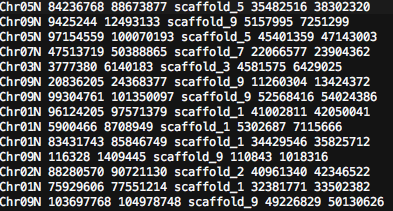 Chr05N 84236768 88673877 scaffold_5 35482516 38302320
Chr09N 9425244 12493133 scaffold_9 5157995 7251299
Chr05N 97154559 100070193 scaffold_5 45401359 47143003
Chr07N 47513719 50388865 scaffold_7 22066577 23904362
Chr03N 3777380 6140183 scaffold_3 4581575 6429025
Chr09N 20836205 24368377 scaffold_9 11260304 13424372
Chr09N 99304761 101350097 scaffold_9 52568416 54024386
Chr01N 96124205 97571379 scaffold_1 41002811 42050041
Chr01N 5900466 8708949 scaffold_1 5302687 7115666
Chr01N 83431743 85846749 scaffold_1 34429546 35825712
Chr09N 116328 1409445 scaffold_9 110843 1018316
Chr02N 88280570 90721130 scaffold_2 40961340 42346522
Chr01N 75929606 77551214 scaffold_1 32381771 33502382
Chr09N 103697768 104978748 scaffold_9 49226829 50130626